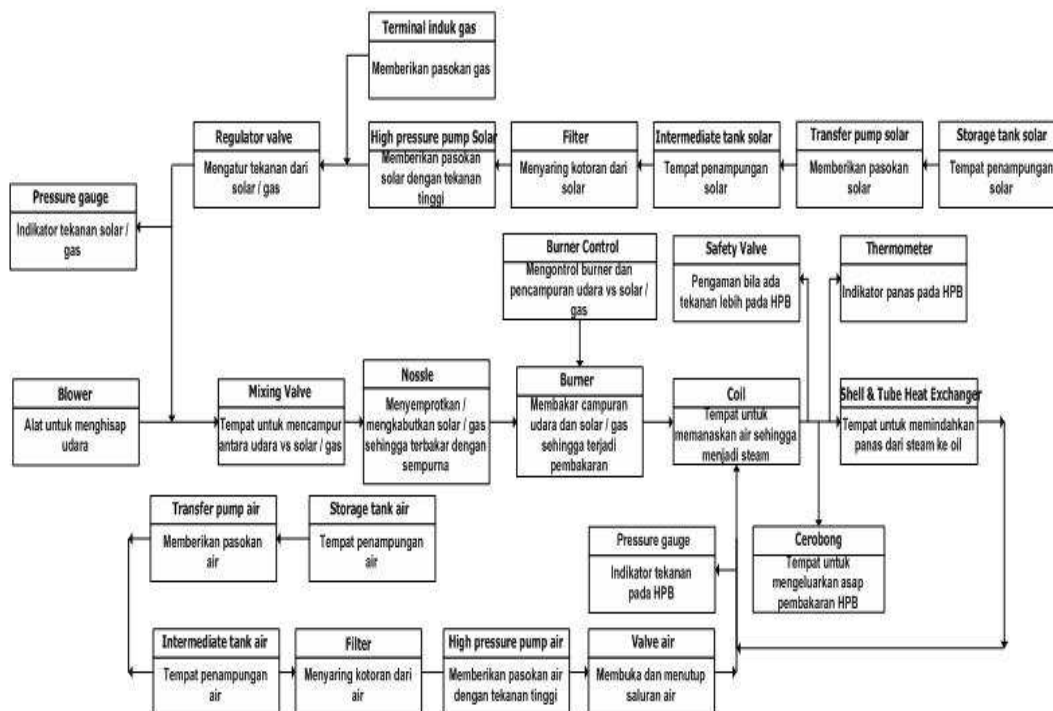 Terminal induk gas
Memberikan pasokan gas
Regulator valve
Mengatur tekanan dari
solar / gas
High pressure pump Solar
Memberikan pasokan
solar dengan tekanan
tinggi
Filter
Menyaring kotoran dari
solar
Intermediate tank solar
Tempat penampungan
solar
Transfer pump solar
Memberikan pasokan
solar
Storage tank solar
Tempat penampungan
solar
Pressure gauge
Indikator tekanan solar /
gas
Burner Control
Mengontrol burner dan
pencampuran udara vs solar /
gas
Safety Valve
Pengaman bila ada
tekanan lebih pada HPB
Thermometer
Indikator panas pada HPB
Blower
Alat untuk menghisap
udara
Mixing Valve
Tempat untuk mencampur
antara udara vs solar / gas
Nossle
Menyemprotkan /
mengkabutkan solar / gas
sehingga terbakar dengan
sempurna
Burner
Membakar campuran
udara dan solar / gas
sehingga terjadi
pembakaran
Coil
Tempat untuk
memanaskan air sehingga
menjadi steam
Shell & Tube Heat Exchanger
Tempat untuk memindahkan
panas dari steam ke oil
Transfer pump air
Memberikan pasokan
air
Storage tank air
Tempat penampungan
air
Pressure gauge
Indikator tekanan
pada HPB
Cerobong
Tempat untuk
mengeluarkan asap
pembakaran HPB
Intermediate tank air
Tempat penampungan
air
Filter
Menyaring kotoran dari
air
High pressure pump air
Memberikan pasokan air
dengan tekanan tinggi
Valve air
Membuka dan menutup
saluran air